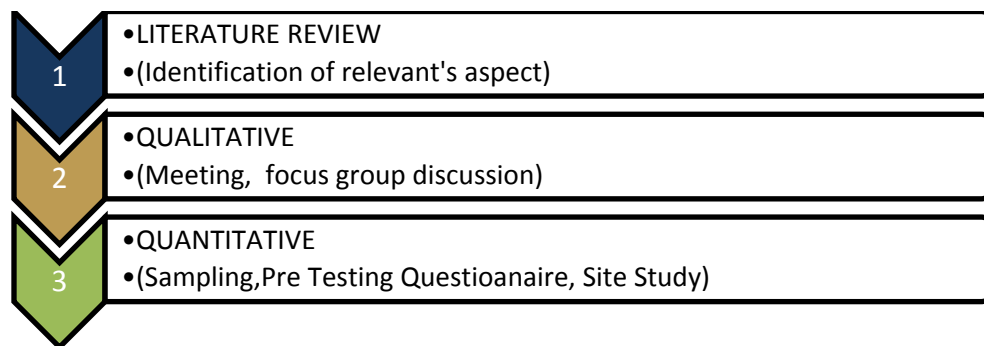 1
•LITERATURE REVIEW
•(Identification of relevant's aspect)
2
•QUALITATIVE
•(Meeting, focus group discussion)
3
•QUANTITATIVE
•(Sampling,Pre Testing Questioanaire, Site Study)